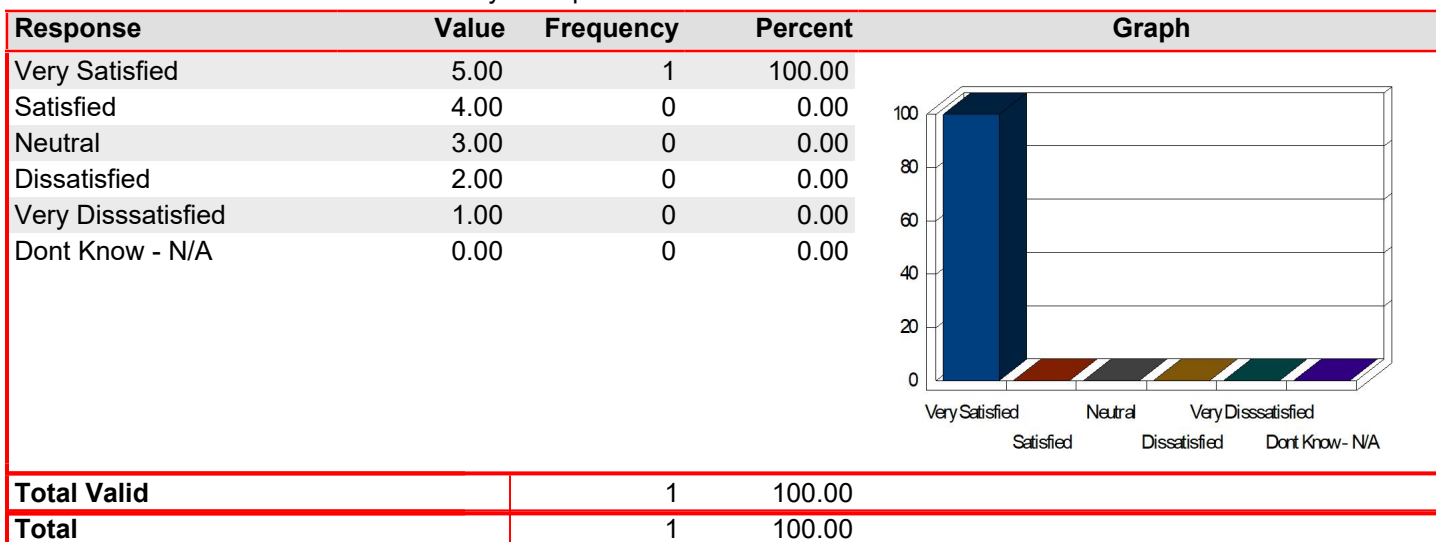 Response Value Frequency Percent Graph
Very Satisfied 5.00 1 100.00
Satisfied 4.00 0 0.00
Neutral 3.00 0 0.00
Dissatisfied 2.00 0 0.00
Very Disssatisfied 1.00 0 0.00
Dont Know - N/A 0.00 0 0.00
100
80
60
40
20
0
Very Satisfied Neutral Very Disssatisfied
Satisfied Dissatisfied Dont Know - N/A
Total Valid 1 100.00
Total 1 100.00